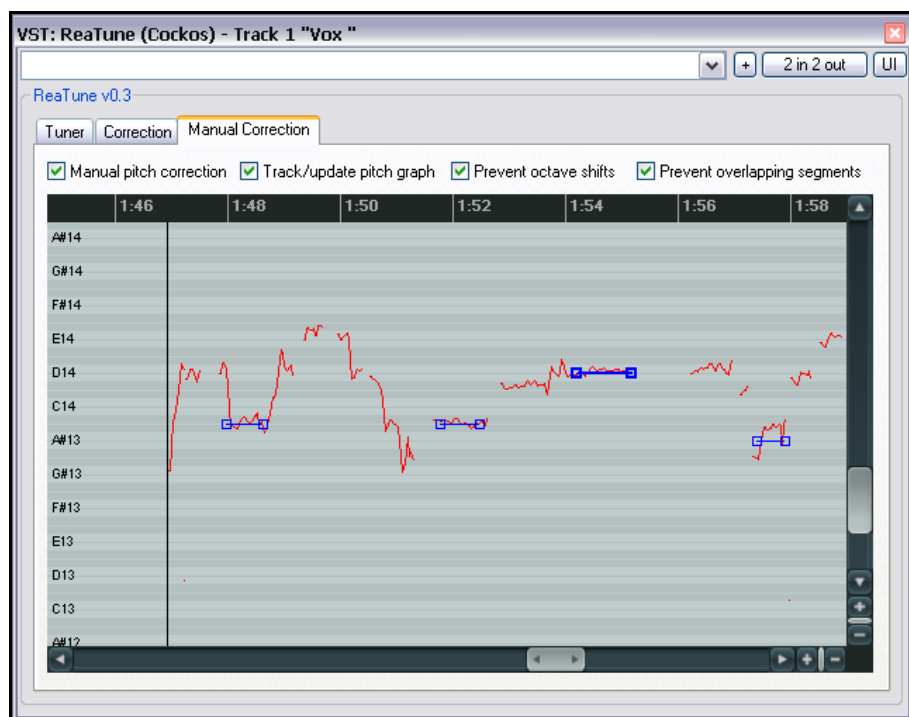 VST: ReaTune (Cockos) - Track 1 "Vox "
+ 2 in 2 out UI
ReaTune v0.3
Tuner Correction Manual Correction
Manual pitch correction Track/update pitch graph Prevent octave shifts Prevent overlapping segments
1:46 1:48 1:50 1:52 1:54 1:56 1:58
A#14
G#14
F#14
E14
D14
C14
A#13
G#13
F#13
E13
D13
C13
A#12